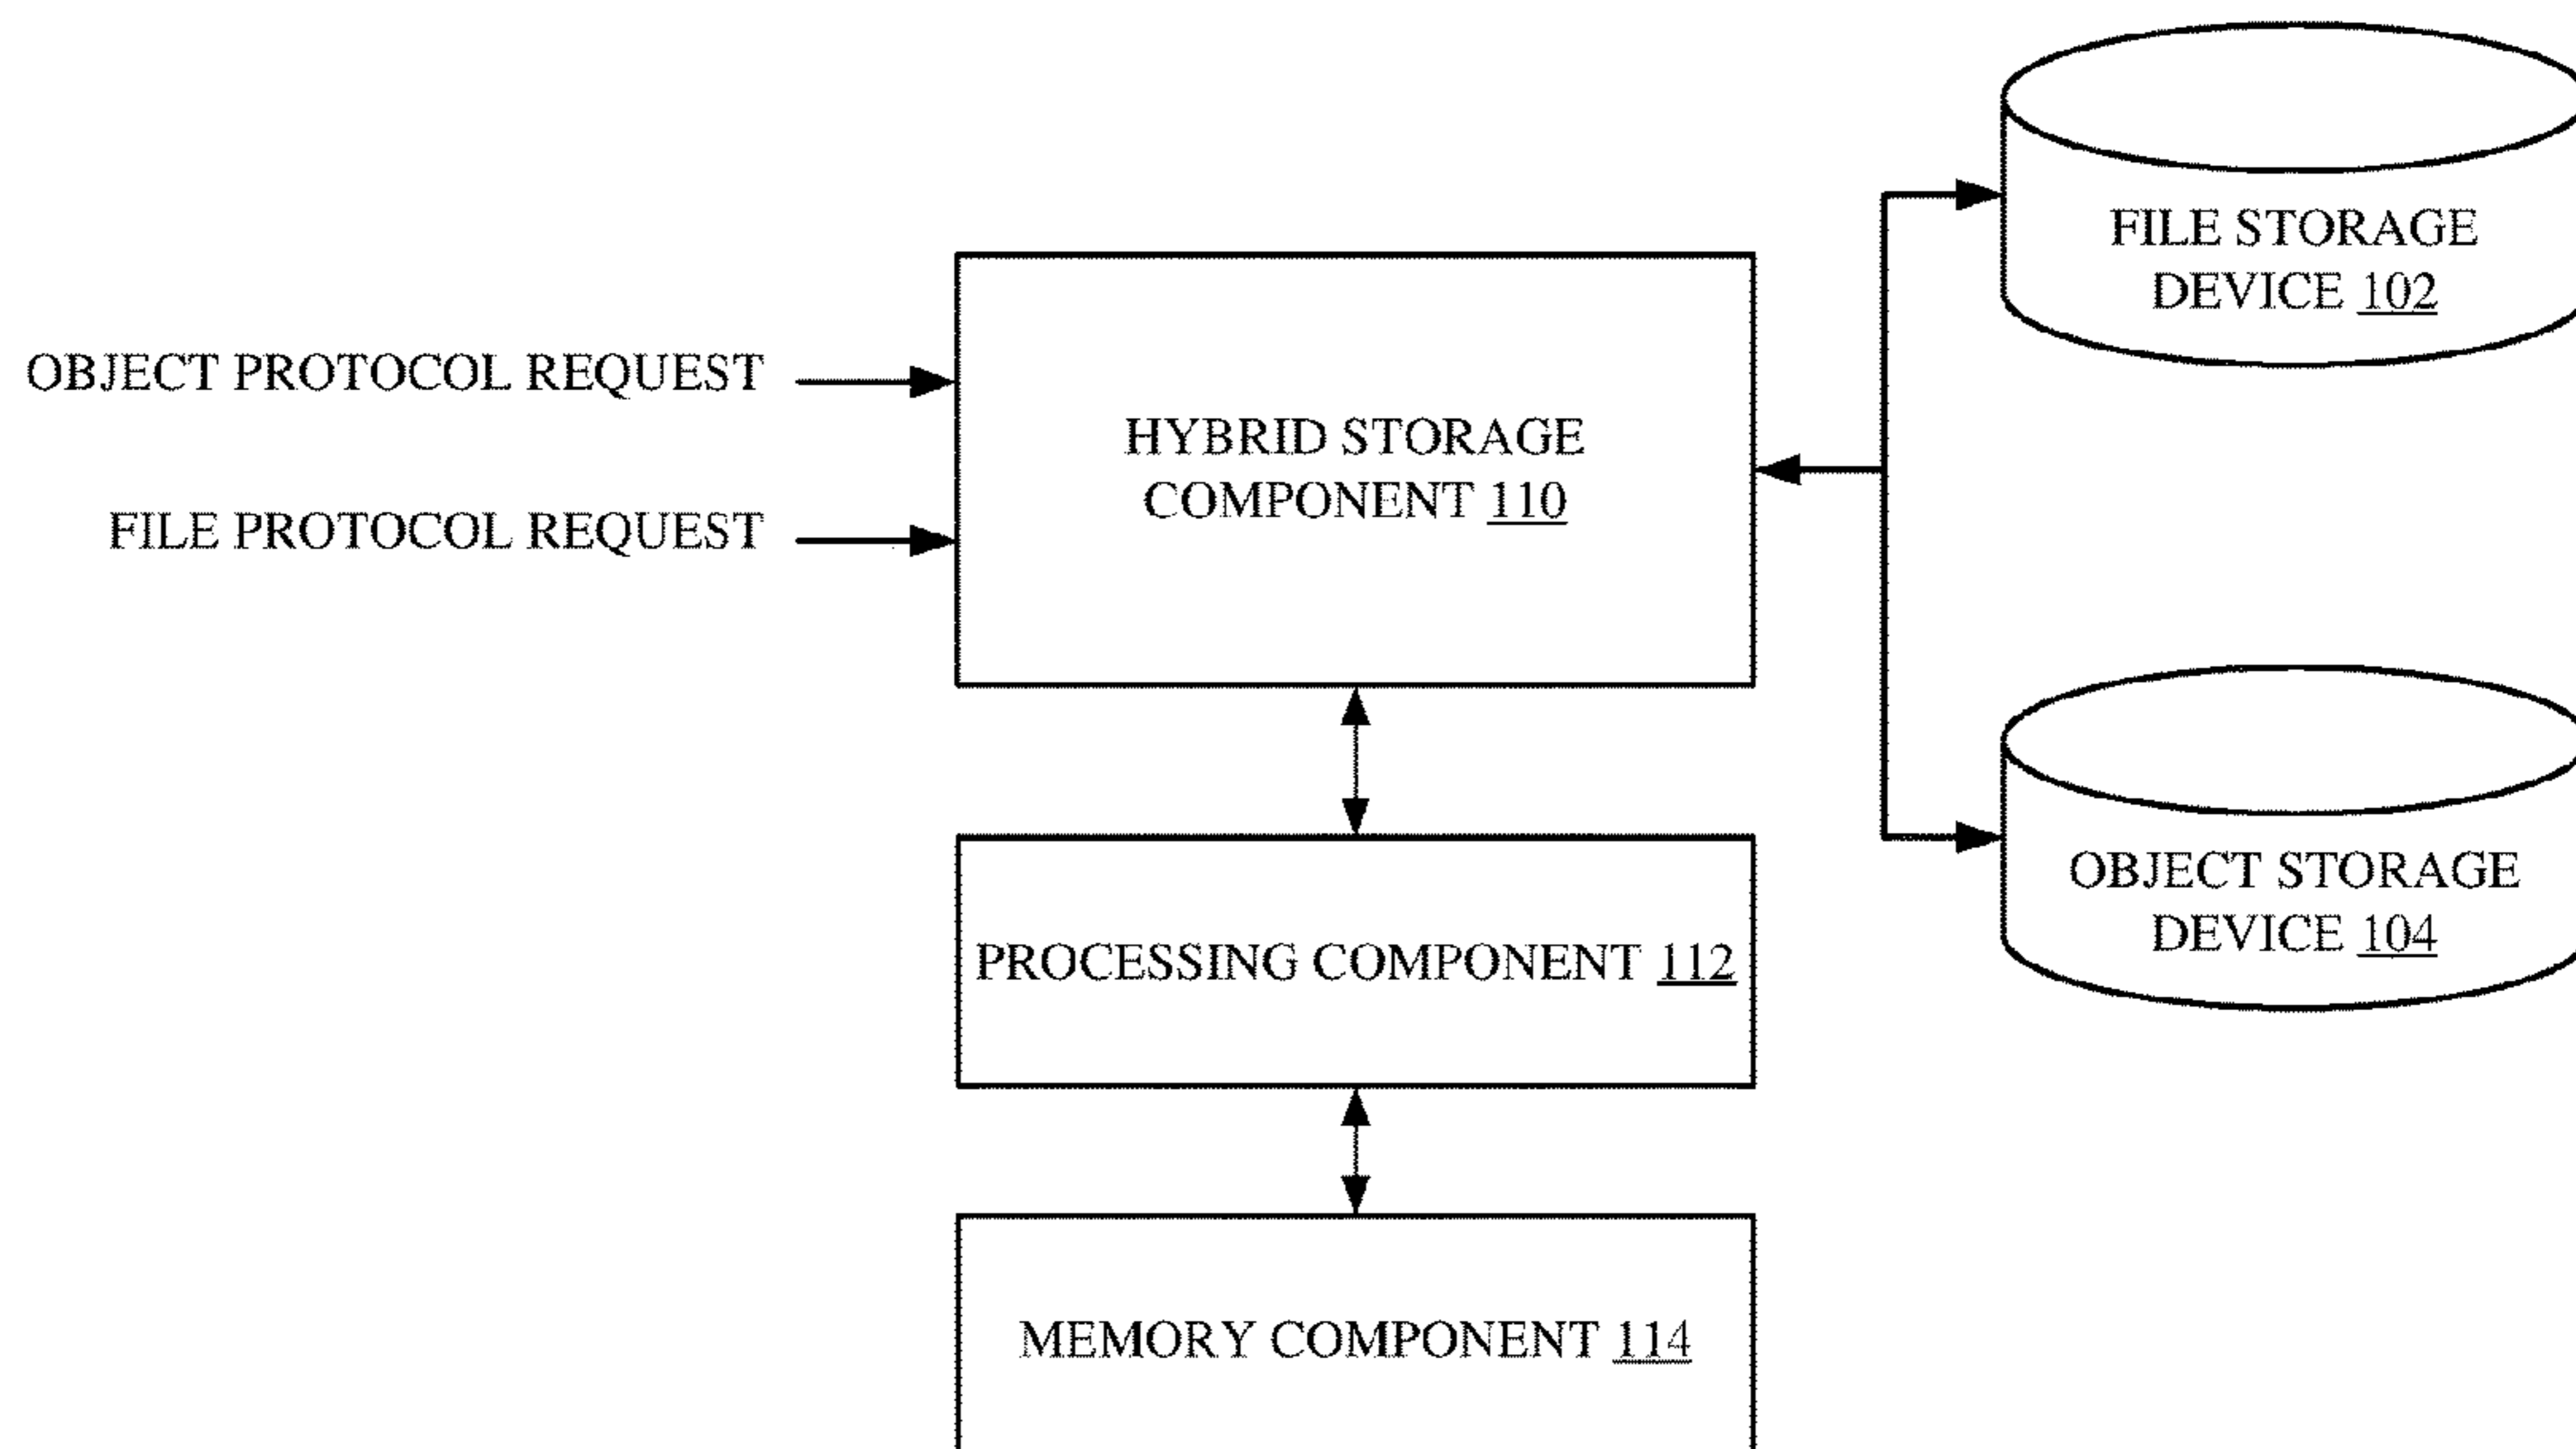 FILE STORAGE
DEVICE 102
OBJECT PROTOCOL REQUEST
HYBRID STORAGE
COMPONENT 110
FILE PROTOCOL REQUEST
OBJECT STORAGE
DEVICE 104
PROCESSING COMPONENT 112
MEMORY COMPONENT 114